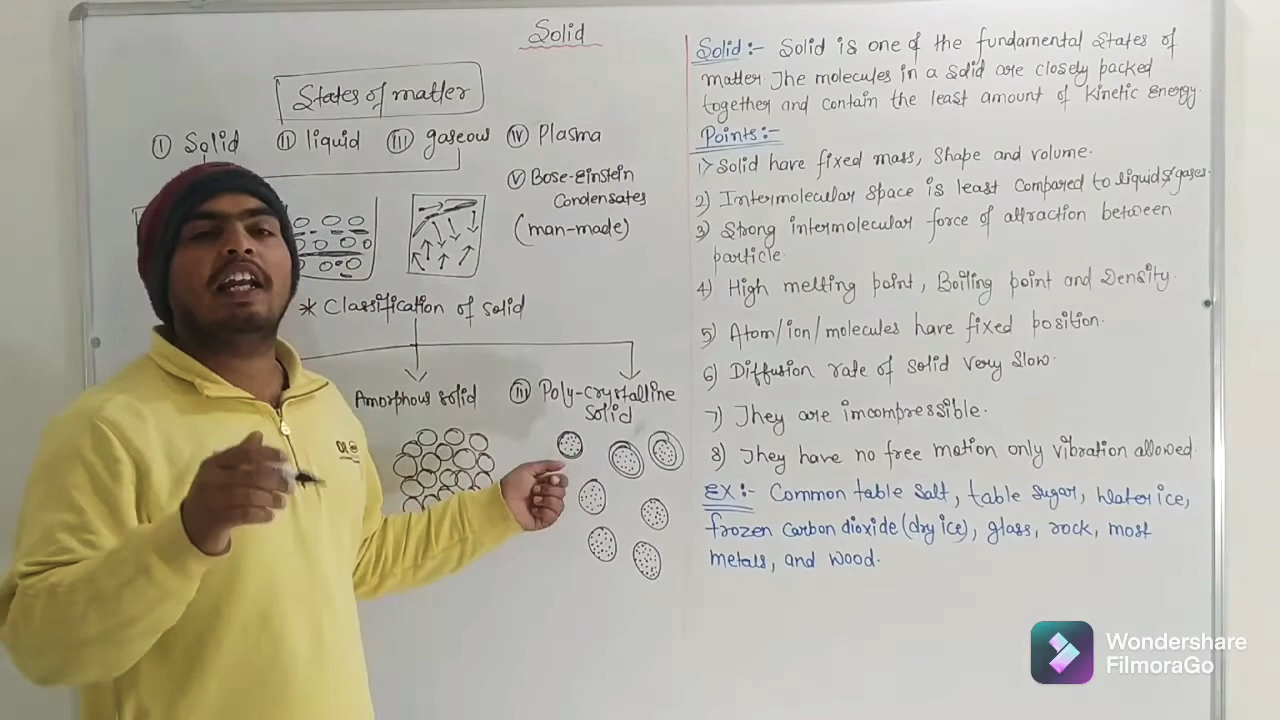 Solid
States of matter
I Solid II liquid III gaseous IV Plasma
V Bose-Einstein
Condensates
(man-made)
* Classification of solid
Amorphous solid III Poly-crystalline
solid
Solid :- Solid is one of the fundamental States of
matter. The molecules in a solid are closely packed
together and contain the least amount of Kinetic Energy.
Points:-
1) Solid have fixed mass, Shape and volume.
2) Intermolecular space is least compared to liquids/gases.
3) Strong intermolecular force of attraction between
particle.
4) High melting point, Boiling point and Density.
5) Atom/ion/molecules have fixed position.
6) Diffusion rate of solid very slow.
7) They are incompressible.
8) They have no free motion only vibration allowed
EX:- Common table salt, table sugar, water ice,
frozen carbon dioxide (dry ice), glass, rock, most
metals, and wood.
Wondershare
FilmoraGo